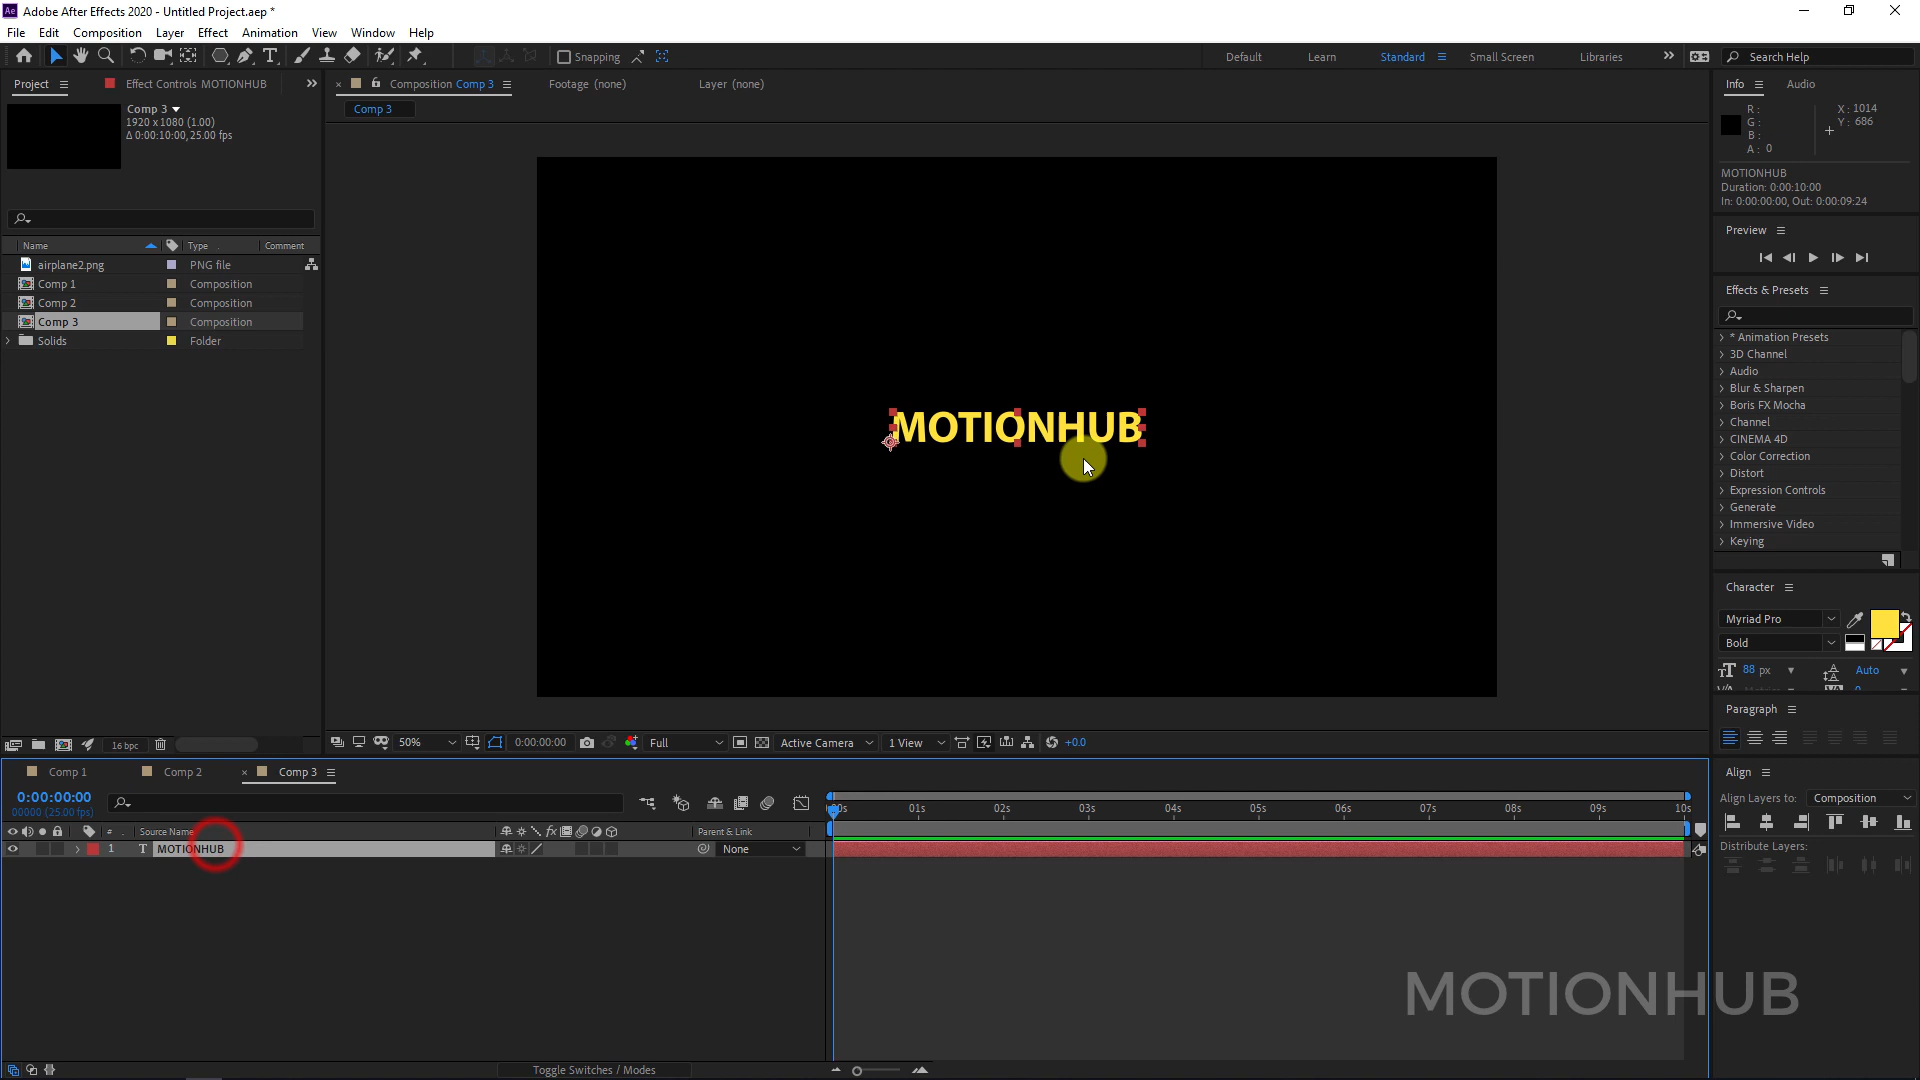 Ae Adobe After Effects 2020 - Untitled Project.aep *
File Edit Composition Layer Effect Animation View Window Help
Snapping
Default Learn Standard Small Screen Libraries
Search Help
Project
Effect Controls MOTIONHUB
Composition Comp 3
Footage (none)
Layer (none)
Comp 3
Comp 3
1920 x 1080 (1.00)
Δ 0:00:10:00, 25.00 fps
Name Type Comment
airplane2.png PNG file
Comp 1 Composition
Comp 2 Composition
Comp 3 Composition
Solids Folder
16 bpc
MOTIONHUB
50%
0:00:00:00
Full
Active Camera
1 View
+0.0
Info Audio
R :
G :
B :
A : 0
X : 1014
Y : 686
MOTIONHUB
Duration: 0:00:10:00
In: 0:00:00:00, Out: 0:00:09:24
Preview
Effects & Presets
* Animation Presets
3D Channel
Audio
Blur & Sharpen
Boris FX Mocha
Channel
CINEMA 4D
Color Correction
Distort
Expression Controls
Generate
Immersive Video
Keying
Character
Myriad Pro
Bold
88 px
Auto
Paragraph
Align
Align Layers to: Composition
Distribute Layers:
Comp 1
Comp 2
Comp 3
0:00:00:00
00000 (25.00 fps)
01s 02s 03s 04s 05s 06s 07s 08s 09s 10s
# Source Name
fx
Parent & Link
1 T MOTIONHUB
None
Toggle Switches / Modes
MOTIONHUB